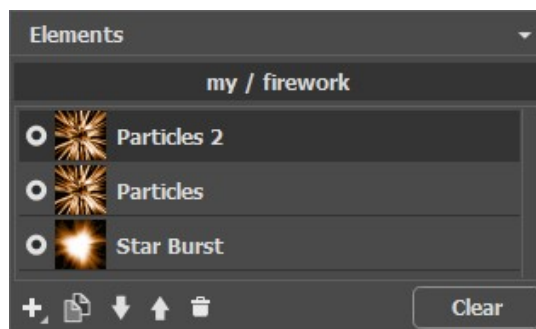 Elements
my / firework
Particles 2
Particles
Star Burst
Clear